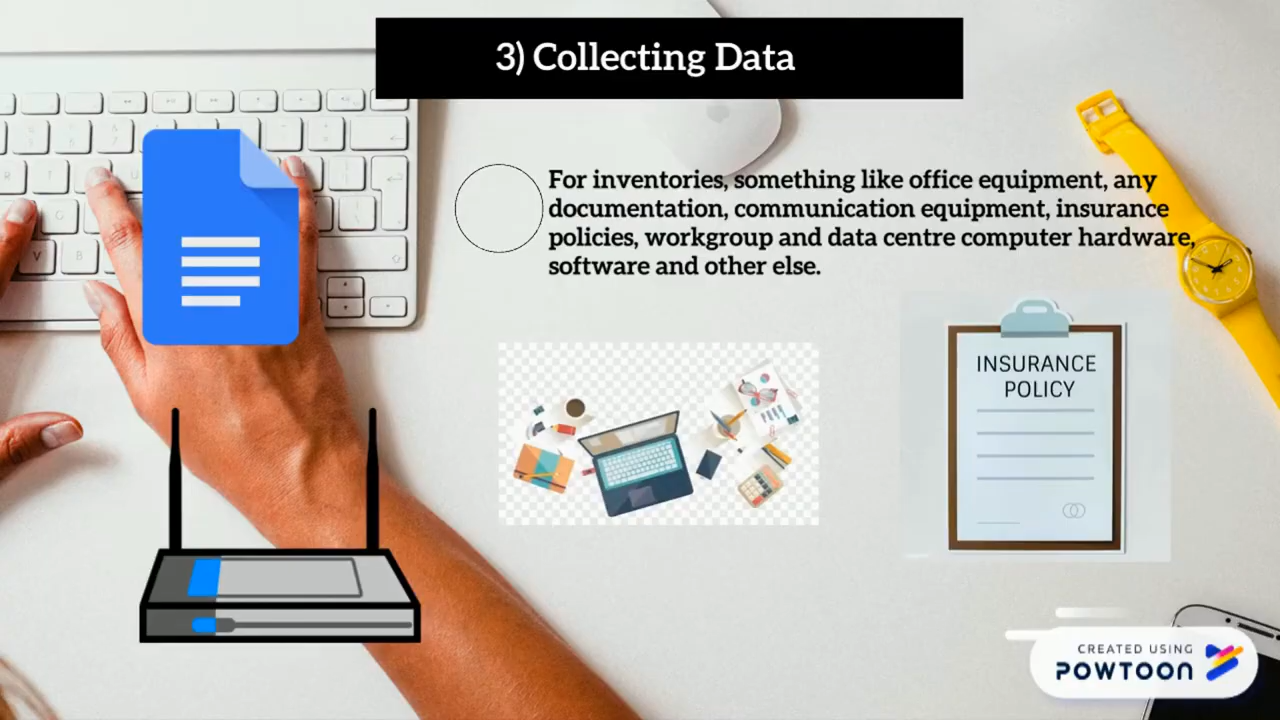 3) Collecting Data
For inventories, something like office equipment, any
documentation, communication equipment, insurance
policies, workgroup and data centre computer hardware,
software and other else.
INSURANCE
POLICY
CREATED USING
POWTOON